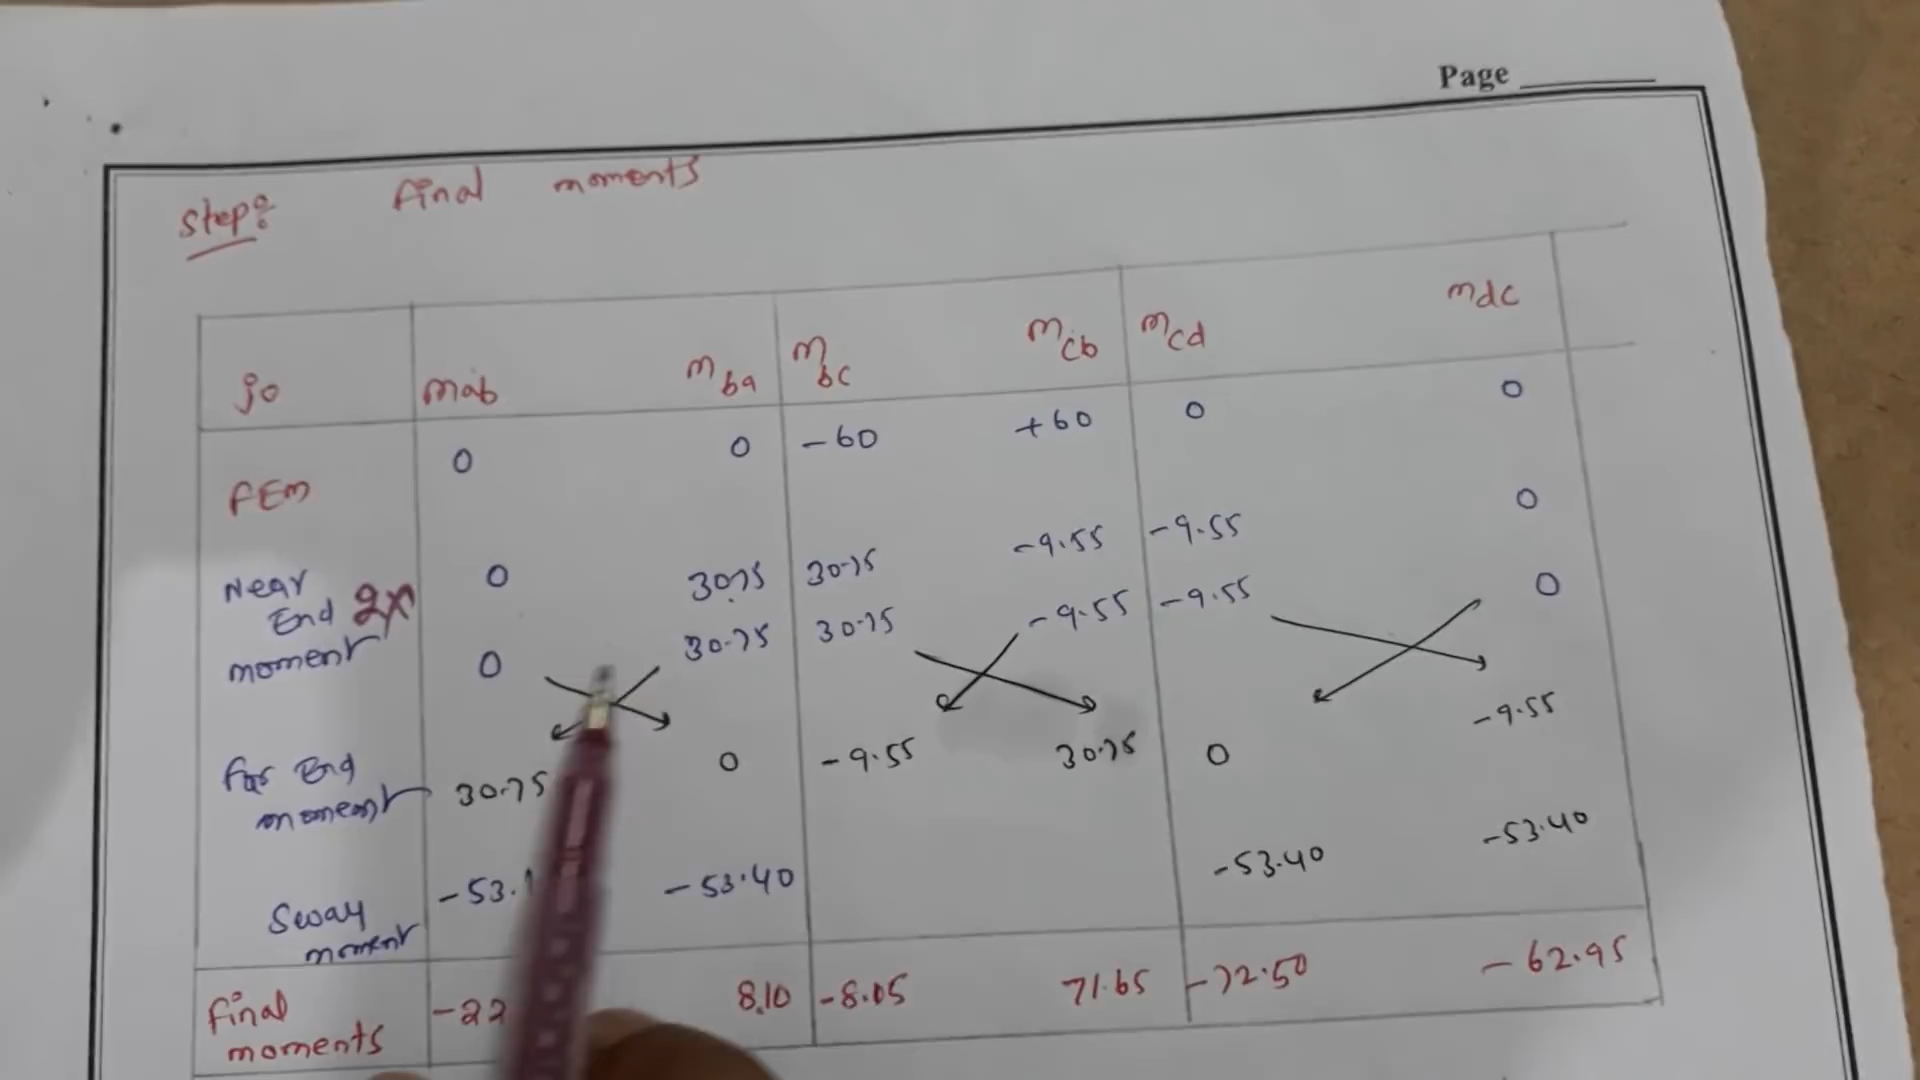 Page
Step: final moments
jo mab mba mbc mcb mcd mdc
FEm 0 0 -60 +60 0 0
Near End moment 2x 0 30.75 30.75 -9.55 -9.55 0
0 30.75 30.75 -9.55 -9.55 0
far End moment 30.75 0 -9.55 30.75 0 -9.55
Sway moment -53. -53.40 -53.40 -53.40
final moments -22 8.10 -8.05 71.65 -72.50 -62.95